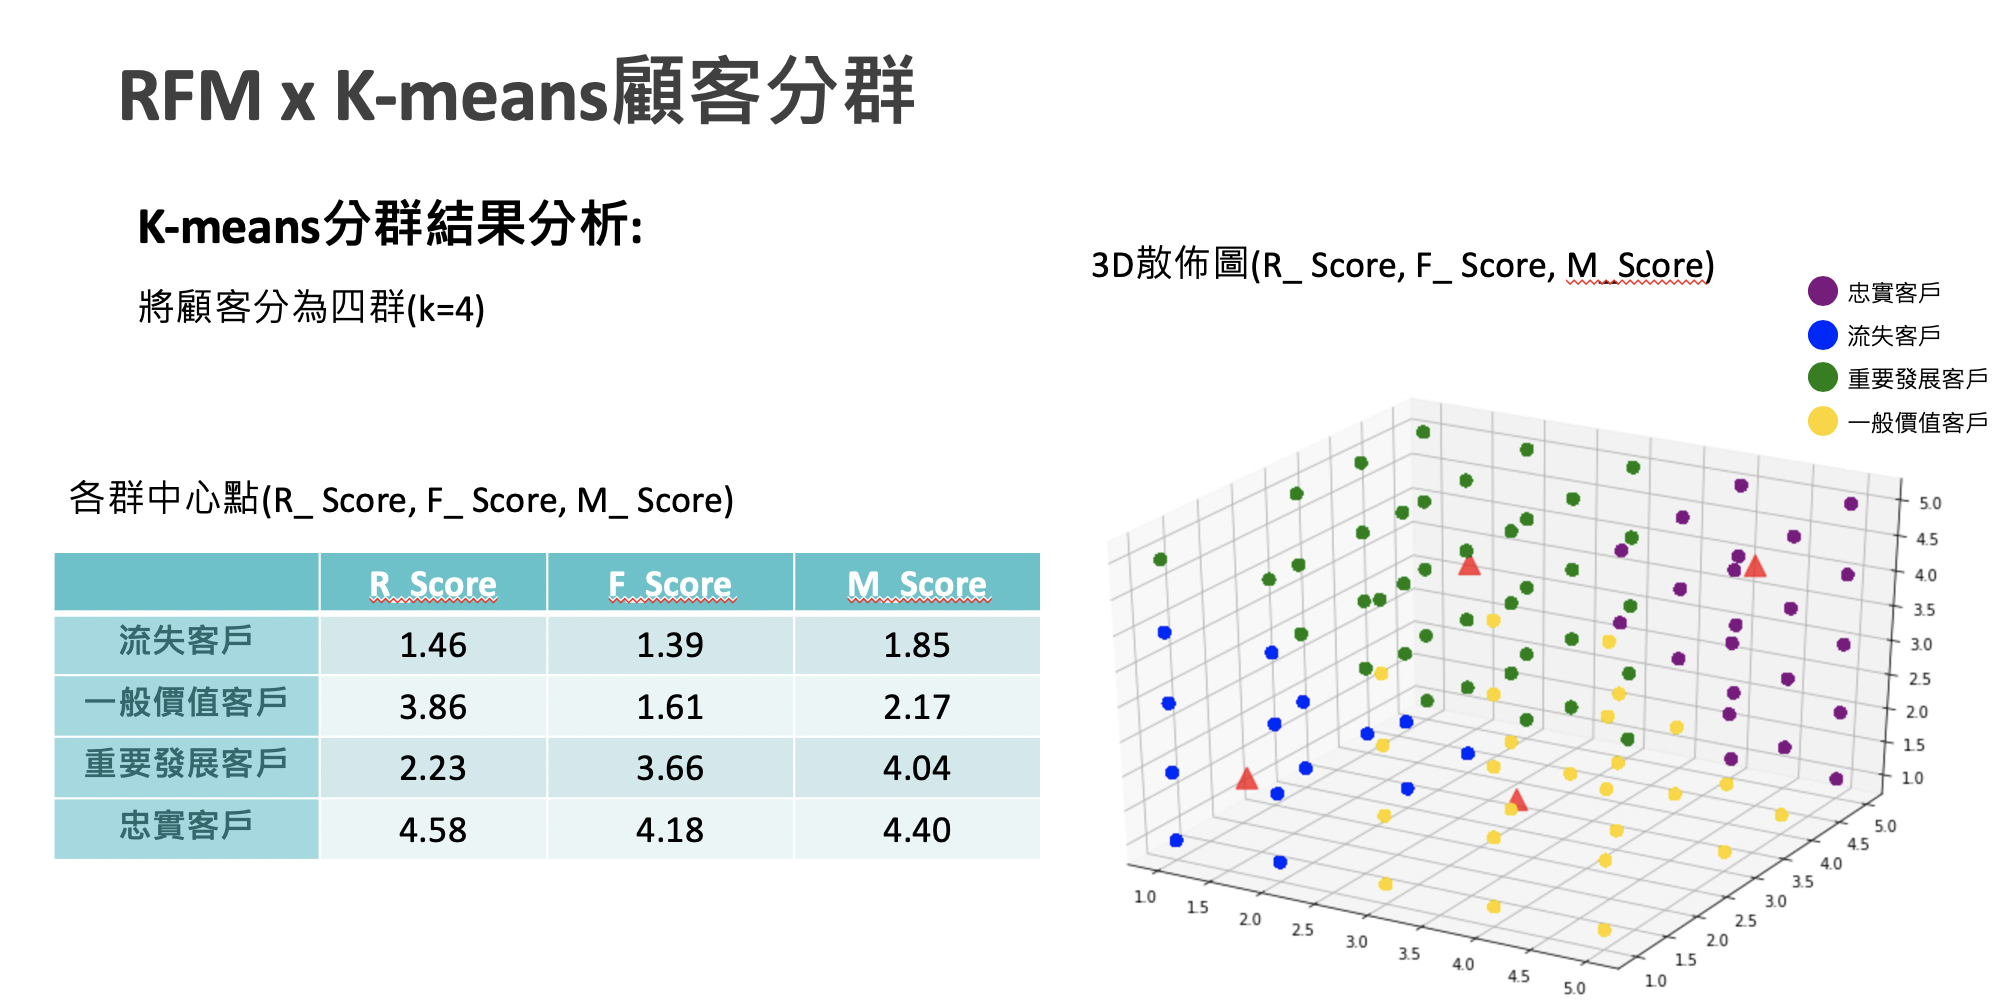 RFM x K-means顧客分群
K-means分群結果分析:
將顧客分為四群(k=4)
各群中心點(R_ Score, F_ Score, M_ Score)
R_Score F_Score M_Score
流失客戶 1.46 1.39 1.85
一般價值客戶 3.86 1.61 2.17
重要發展客戶 2.23 3.66 4.04
忠實客戶 4.58 4.18 4.40
3D散佈圖(R_ Score, F_ Score, M_Score)
忠實客戶
流失客戶
重要發展客戶
一般價值客戶
5.0
4.5
4.0
3.5
3.0
2.5
2.0
1.5
1.0
5.0
4.5
4.0
3.5
3.0
2.5
2.0
1.5
1.0
1.0
1.5
2.0
2.5
3.0
3.5
4.0
4.5
5.0